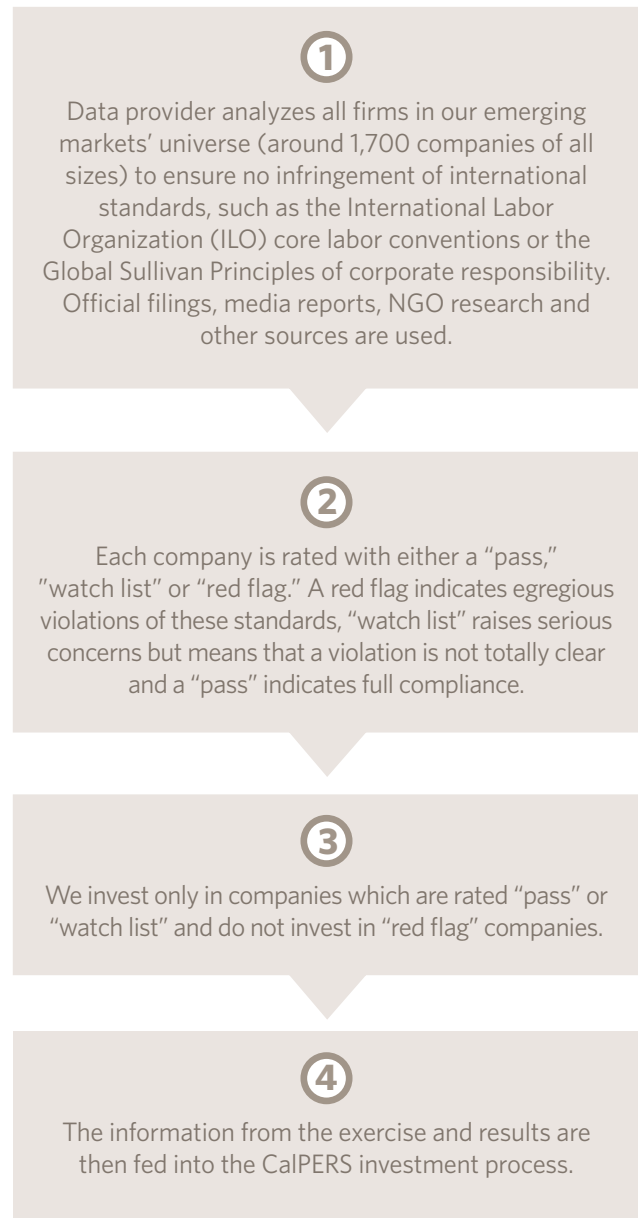 1
Data provider analyzes all firms in our emerging
markets’ universe (around 1,700 companies of all
sizes) to ensure no infringement of international
standards, such as the International Labor
Organization (ILO) core labor conventions or the
Global Sullivan Principles of corporate responsibility.
Official filings, media reports, NGO research and
other sources are used.
2
Each company is rated with either a “pass,”
”watch list” or “red flag.” A red flag indicates egregious
violations of these standards, “watch list” raises serious
concerns but means that a violation is not totally clear
and a “pass” indicates full compliance.
3
We invest only in companies which are rated “pass” or
“watch list” and do not invest in “red flag” companies.
4
The information from the exercise and results are
then fed into the CalPERS investment process.